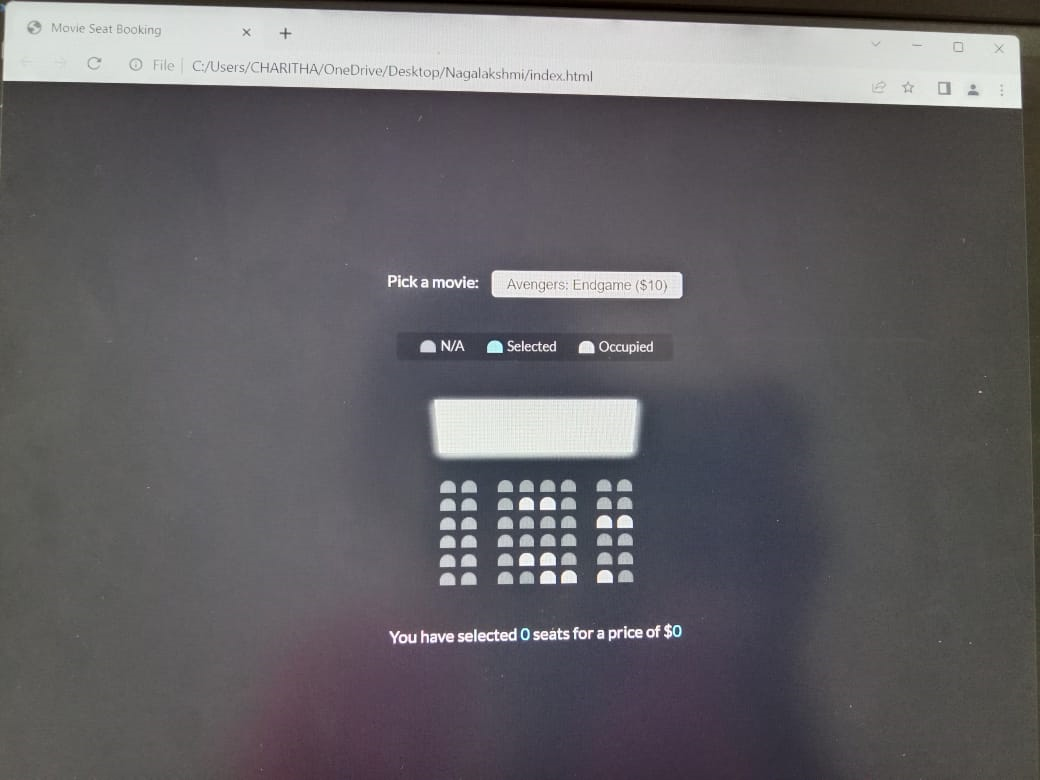 Movie Seat Booking
File C:/Users/CHARITHA/OneDrive/Desktop/Nagalakshmi/index.html
Pick a movie: Avengers: Endgame ($10)
N/A Selected Occupied
You have selected 0 seats for a price of $0